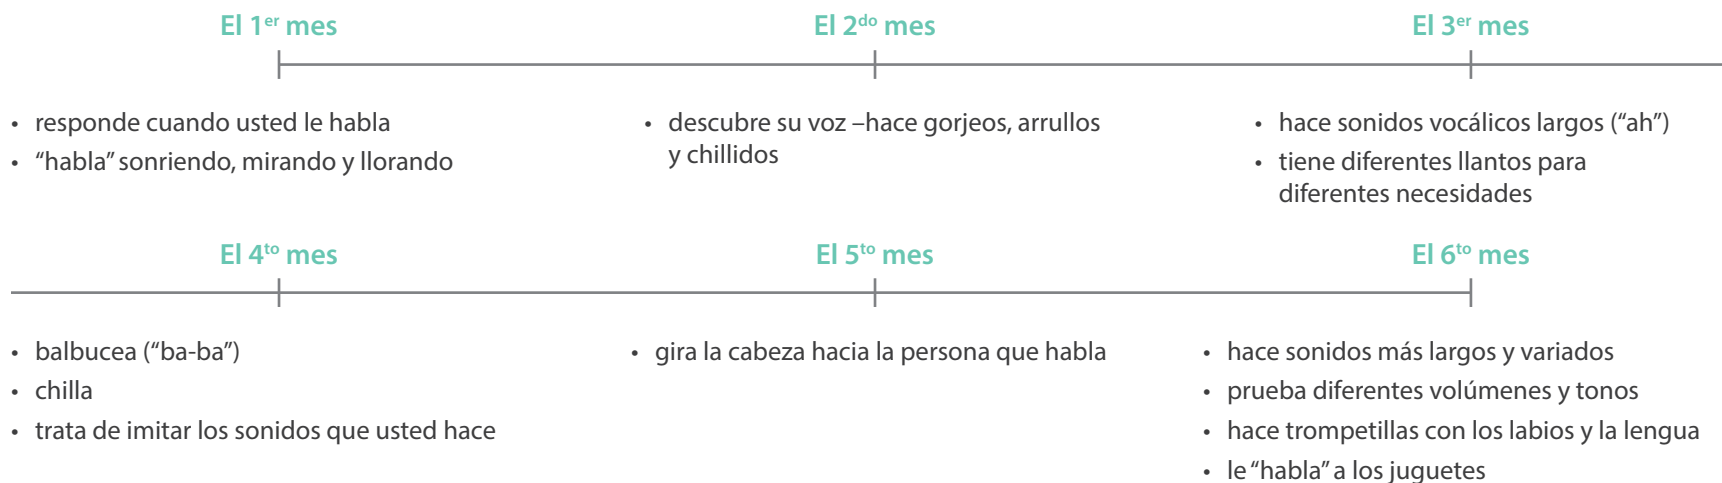 El 1er mes
El 2do mes
El 3er mes
• responde cuando usted le habla
• “habla” sonriendo, mirando y llorando
• descubre su voz –hace gorjeos, arrullos
y chillidos
• hace sonidos vocálicos largos (“ah”)
• tiene diferentes llantos para
diferentes necesidades
El 4to mes
El 5to mes
El 6to mes
• balbucea (“ba-ba”)
• chilla
• trata de imitar los sonidos que usted hace
• gira la cabeza hacia la persona que habla
• hace sonidos más largos y variados
• prueba diferentes volúmenes y tonos
• hace trompetillas con los labios y la lengua
• le “habla” a los juguetes